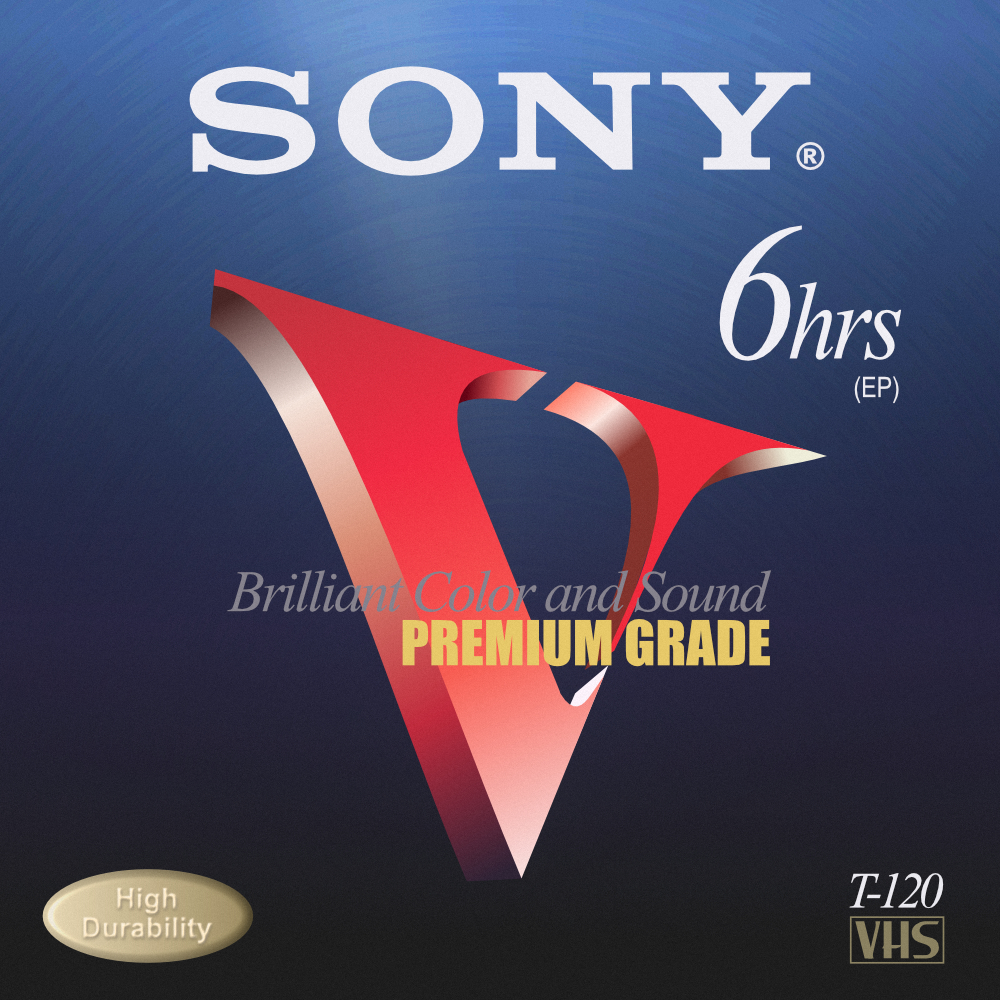 SONY®
6hrs
(EP)
Brilliant Color and Sound
PREMIUM GRADE
High
Durability
T-120
VHS